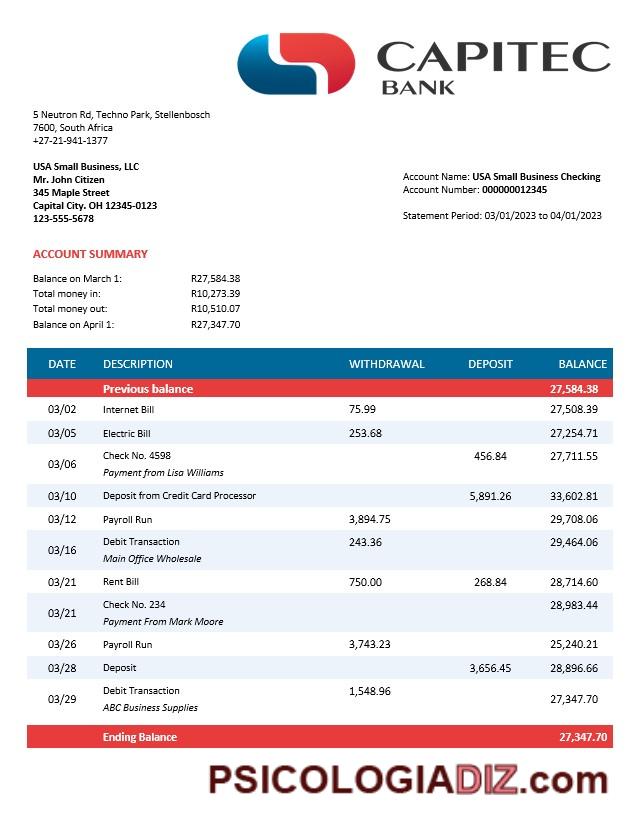 CAPITEC
BANK
5 Neutron Rd, Techno Park, Stellenbosch
7600, South Africa
+27-21-941-1377
USA Small Business, LLC
Mr. John Citizen
345 Maple Street
Capital City. OH 12345-0123
123-555-5678
Account Name: USA Small Business Checking
Account Number: 000000012345
Statement Period: 03/01/2023 to 04/01/2023
ACCOUNT SUMMARY
Balance on March 1: R27,584.38
Total money in: R10,273.39
Total money out: R10,510.07
Balance on April 1: R27,347.70
DATE DESCRIPTION WITHDRAWAL DEPOSIT BALANCE
Previous balance 27,584.38
03/02 Internet Bill 75.99 27,508.39
03/05 Electric Bill 253.68 27,254.71
03/06 Check No. 4598 456.84 27,711.55
Payment from Lisa Williams
03/10 Deposit from Credit Card Processor 5,891.26 33,602.81
03/12 Payroll Run 3,894.75 29,708.06
03/16 Debit Transaction 243.36 29,464.06
Main Office Wholesale
03/21 Rent Bill 750.00 268.84 28,714.60
03/21 Check No. 234 28,983.44
Payment From Mark Moore
03/26 Payroll Run 3,743.23 25,240.21
03/28 Deposit 3,656.45 28,896.66
03/29 Debit Transaction 1,548.96 27,347.70
ABC Business Supplies
Ending Balance 27,347.70
PSICOLOGIADIZ.com